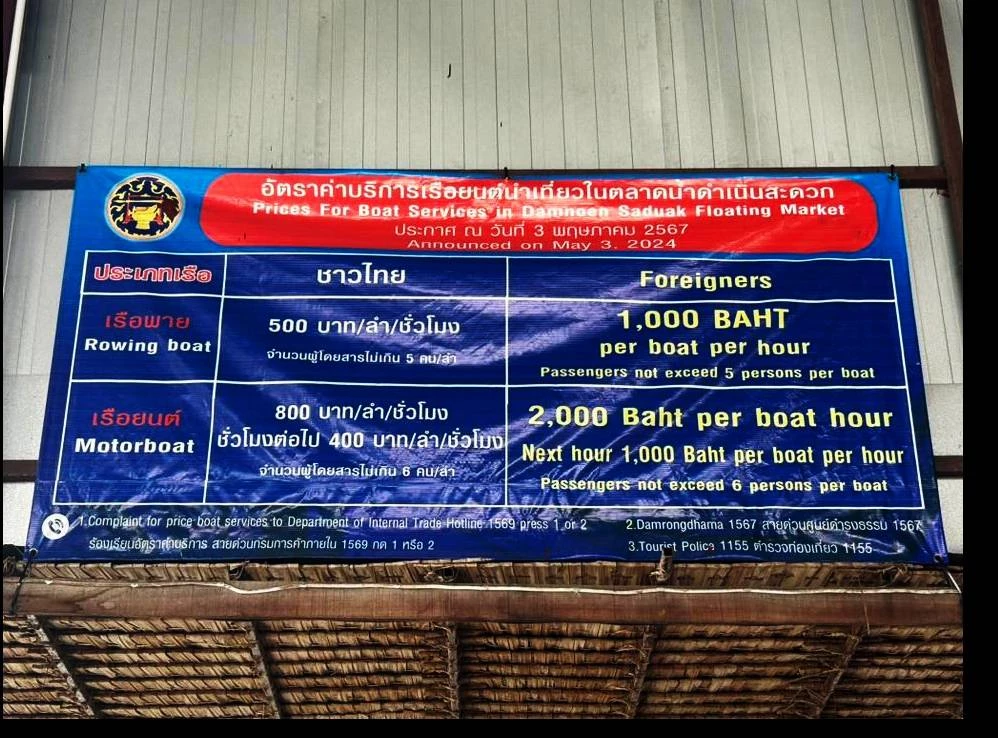 อัตราค่าบริการเรือยนต์นำเที่ยวในตลาดน้ำดำเนินสะดวก
Prices For Boat Services in Damnoen Saduak Floating Market
ประกาศ ณ วันที่ 3 พฤษภาคม 2567
Announced on May 3, 2024
ประเภทเรือ
ชาวไทย
Foreigners
เรือพาย
Rowing boat
500 บาท/ลำ/ชั่วโมง
จำนวนผู้โดยสารไม่เกิน 5 คน/ลำ
1,000 BAHT
per boat per hour
Passengers not exceed 5 persons per boat
เรือยนต์
Motorboat
800 บาท/ลำ/ชั่วโมง
ชั่วโมงต่อไป 400 บาท/ลำ/ชั่วโมง
จำนวนผู้โดยสารไม่เกิน 6 คน/ลำ
2,000 Baht per boat hour
Next hour 1,000 Baht per boat per hour
Passengers not exceed 6 persons per boat
1.Complaint for price boat services to Department of Internal Trade Hotline 1569 press 1 or 2
ร้องเรียนอัตราค่าบริการ สายด่วนกรมการค้าภายใน 1569 กด 1 หรือ 2
2.Damrongdhama 1567 สายด่วนศูนย์ดำรงธรรม 1567
3.Tourist Police 1155 ตำรวจท่องเที่ยว 1155